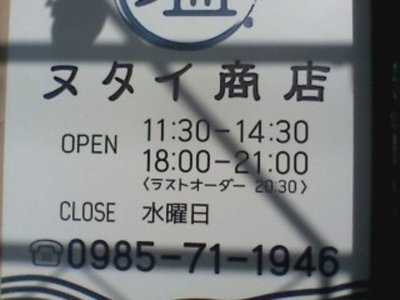 塩
ヌタイ商店
OPEN 11:30-14:30
18:00-21:00
〈ラストオーダー 20:30〉
CLOSE 水曜日
☎0985-71-1946